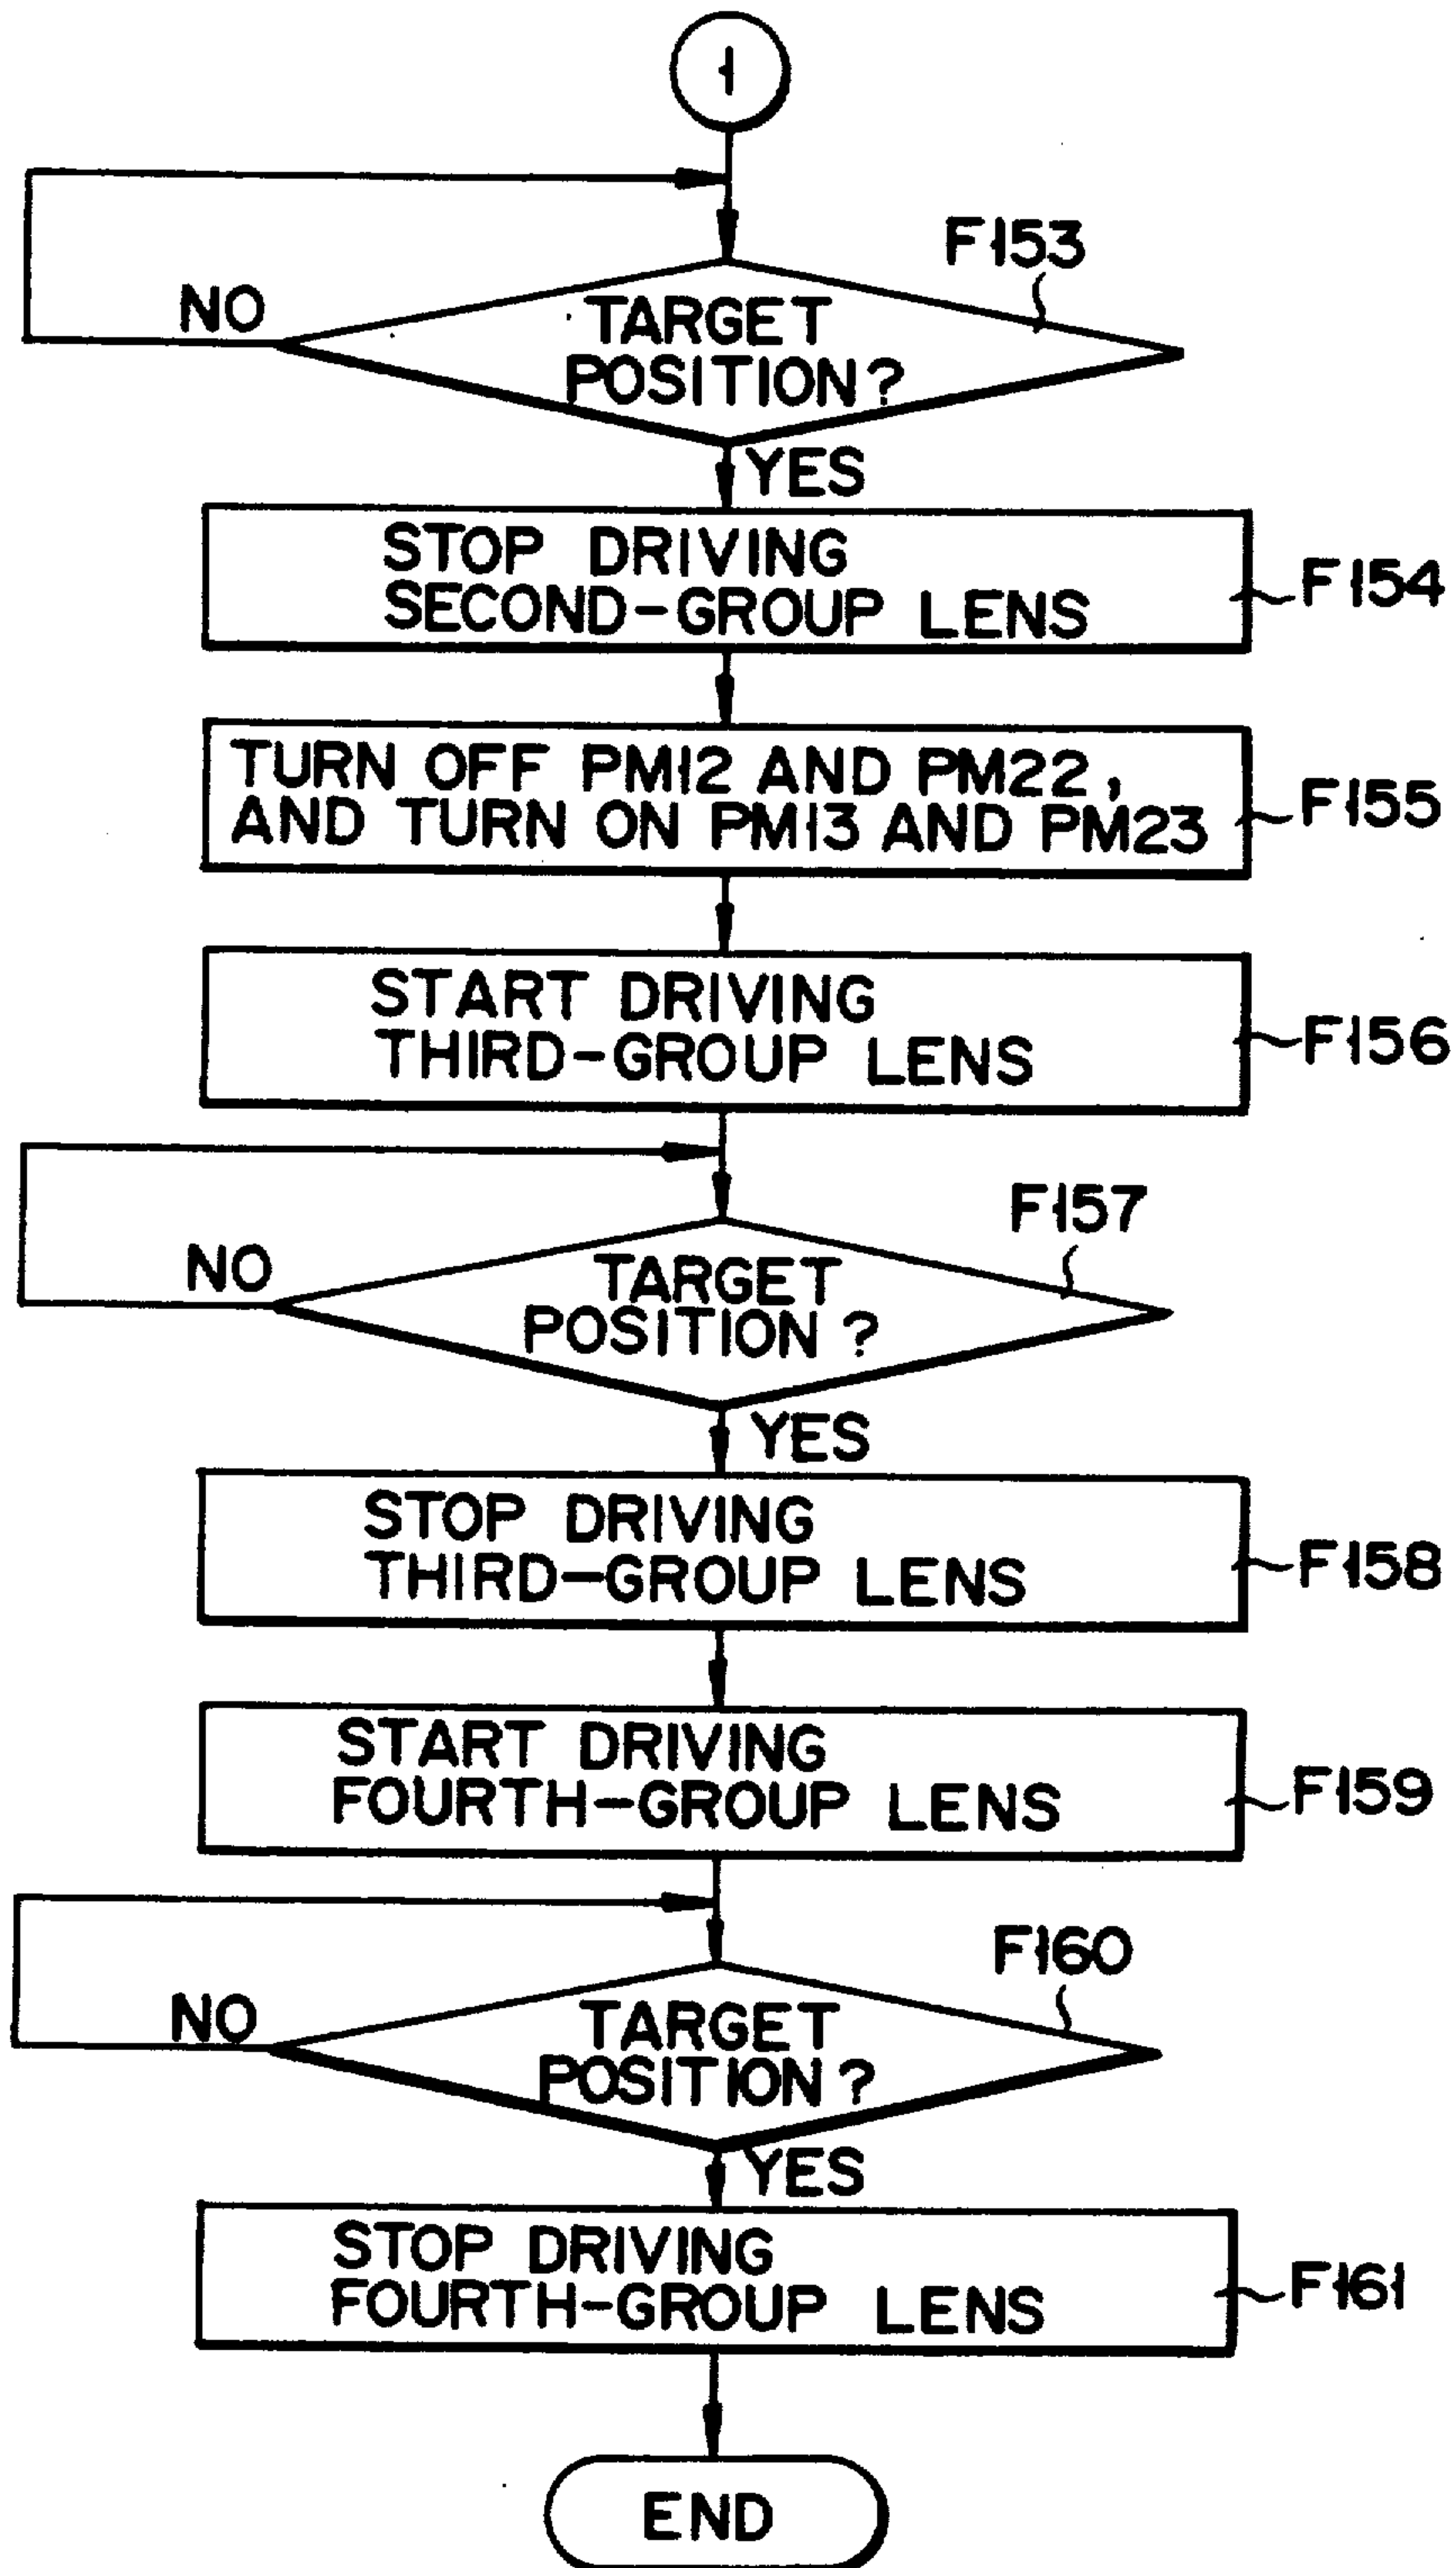 1
F153
NO
TARGET
POSITION?
YES
STOP DRIVING
SECOND-GROUP LENS
F154
TURN OFF PM12 AND PM22,
AND TURN ON PM13 AND PM23
F155
START DRIVING
THIRD-GROUP LENS
F156
F157
NO
TARGET
POSITION?
YES
STOP DRIVING
THIRD-GROUP LENS
F158
START DRIVING
FOURTH-GROUP LENS
F159
F160
NO
TARGET
POSITION?
YES
STOP DRIVING
FOURTH-GROUP LENS
F161
END